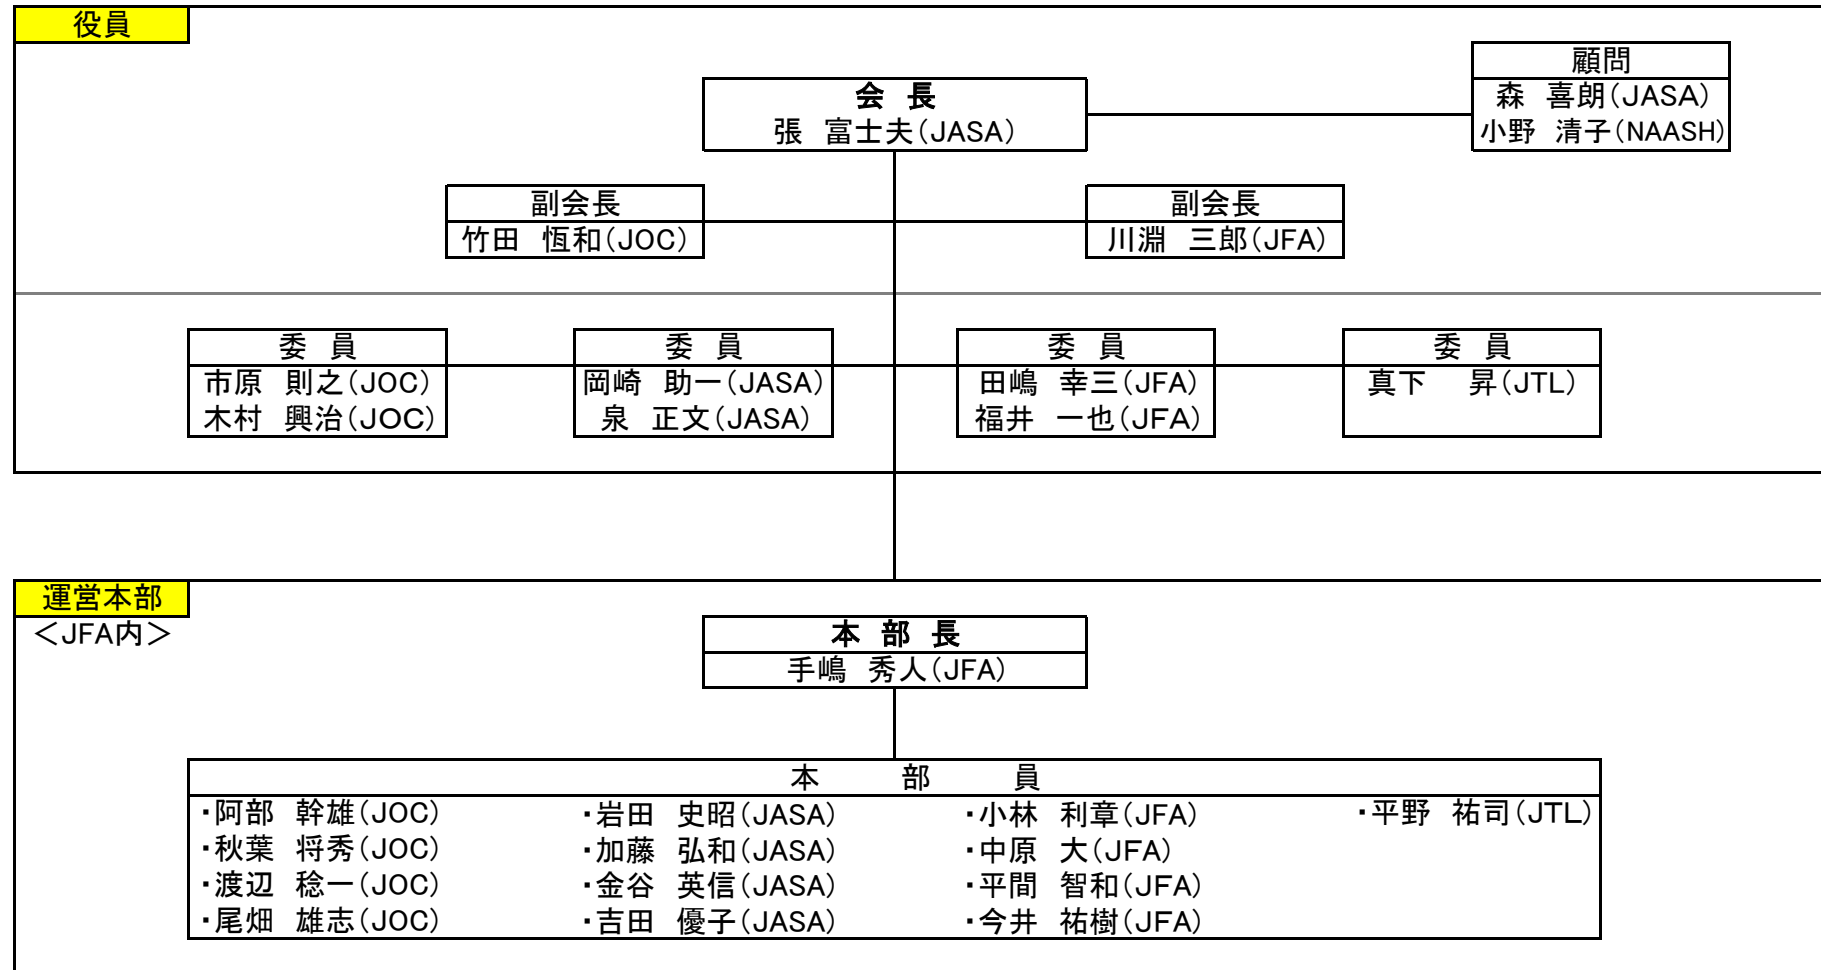 役員
顧問
森　喜朗（JASA）
小野　清子（NAASH）
会　長
張　富士夫（JASA）
副会長
竹田　恆和（JOC）
副会長
川淵　三郎（JFA）
委　員
市原　則之（JOC）
木村　興治（JOC）
委　員
岡崎　助一（JASA）
泉　正文（JASA）
委　員
田嶋　幸三（JFA）
福井　一也（JFA）
委　員
真下　昇（JTL）
運営本部
＜JFA内＞
本　部　長
手嶋　秀人（JFA）
本　部　員
・阿部　幹雄（JOC）
・秋葉　将秀（JOC）
・渡辺　稔一（JOC）
・尾畑　雄志（JOC）
・岩田　史昭（JASA）
・加藤　弘和（JASA）
・金谷　英信（JASA）
・吉田　優子（JASA）
・小林　利章（JFA）
・中原　大（JFA）
・平間　智和（JFA）
・今井　祐樹（JFA）
・平野　祐司（JTL）